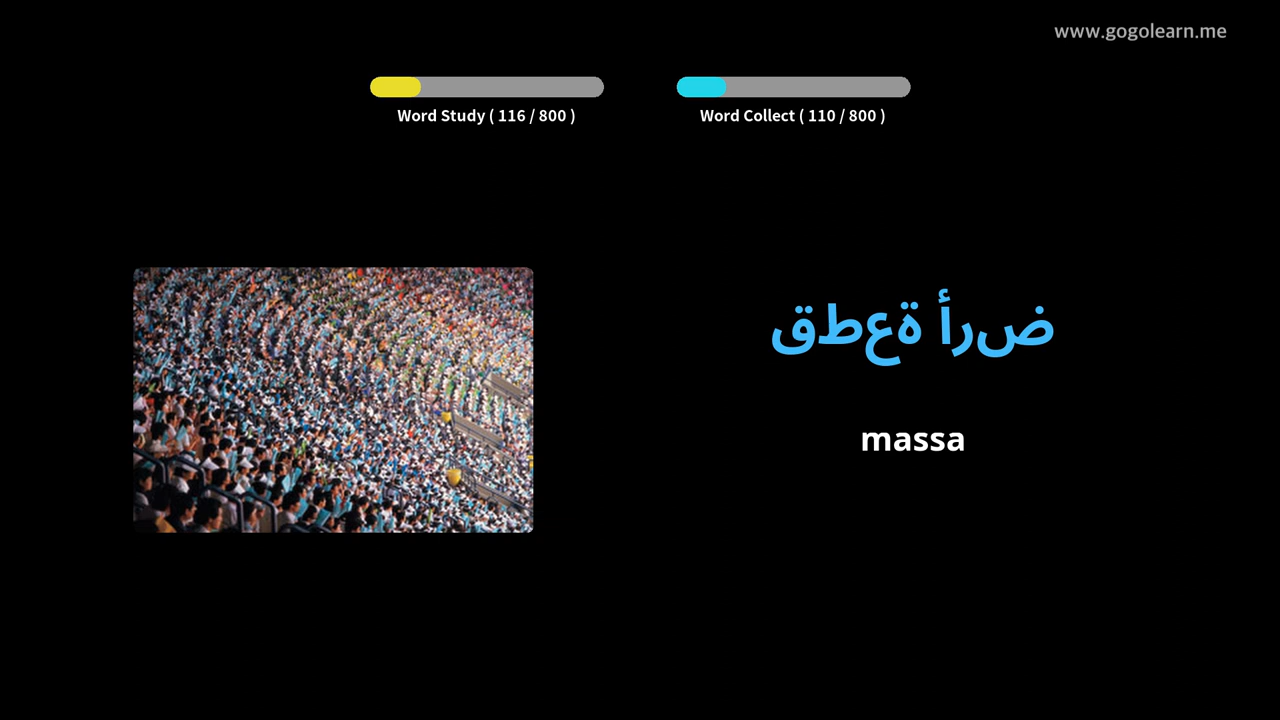 www.gogolearn.me
Word Study ( 116 / 800 )
Word Collect ( 110 / 800 )
قطعة أرض
massa